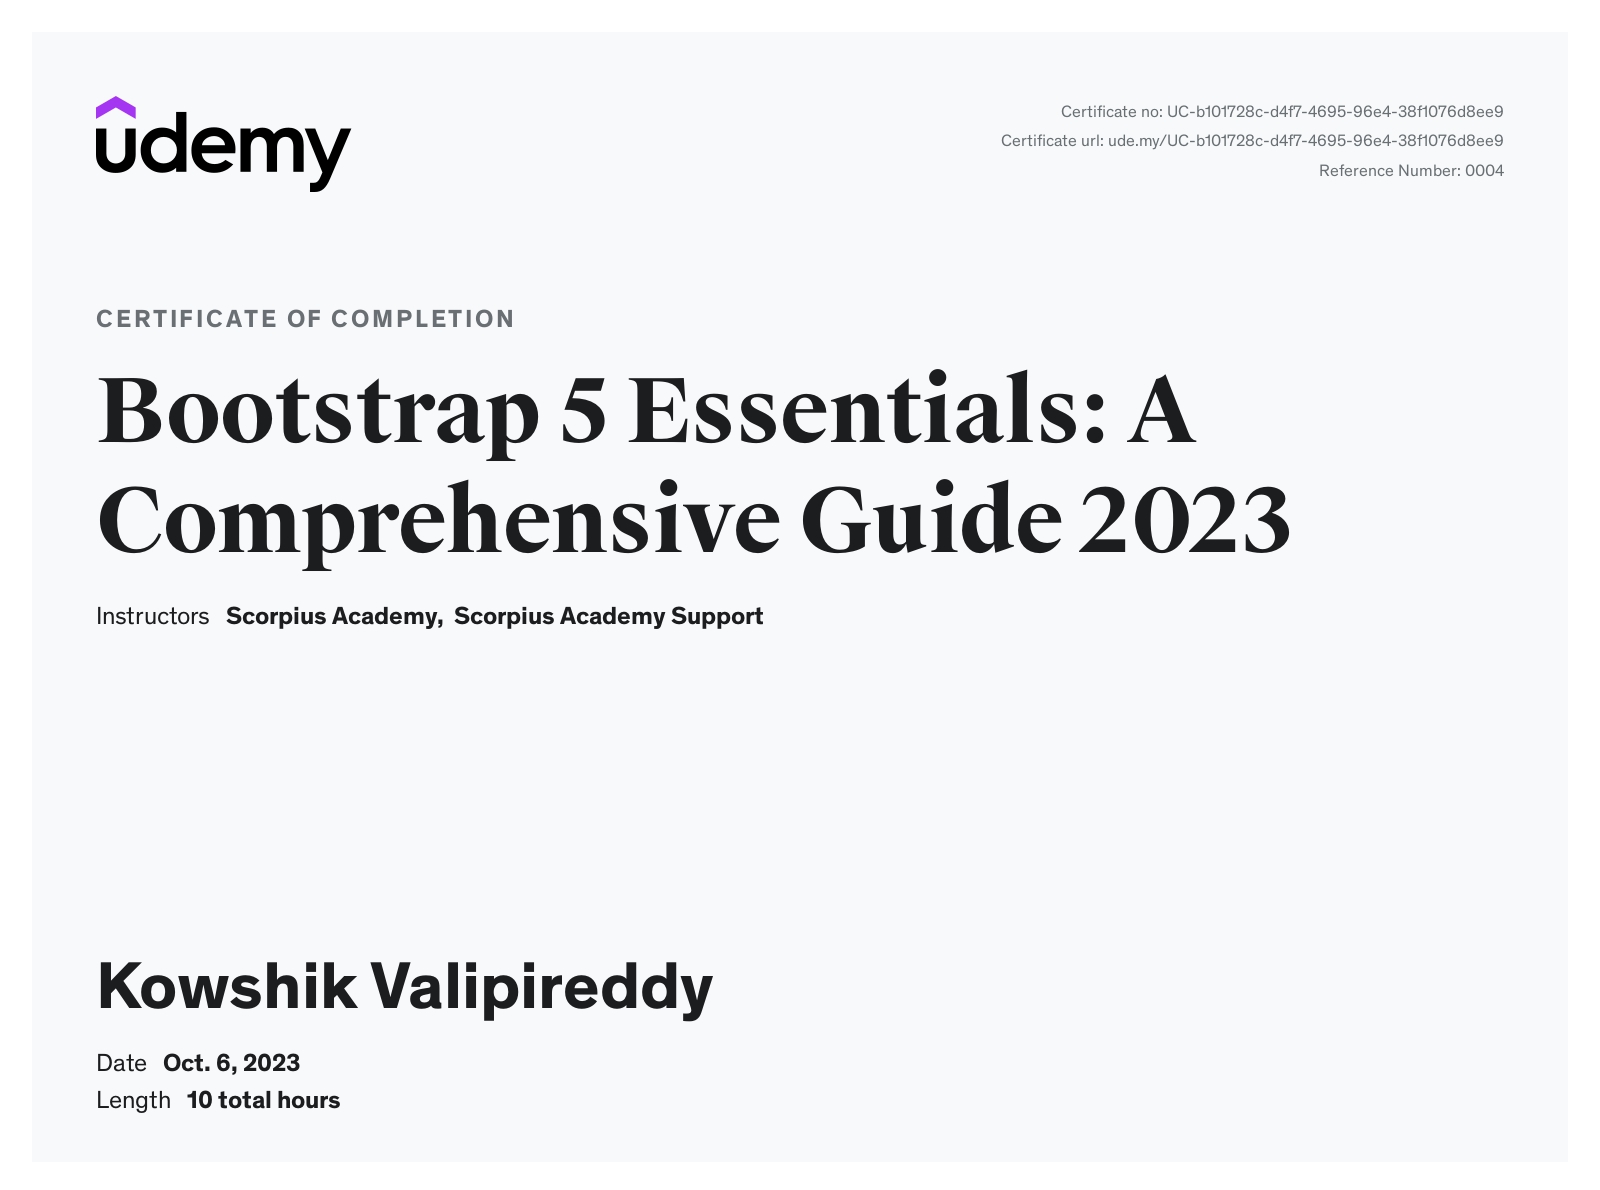 udemy
Certificate no: UC-b101728c-d4f7-4695-96e4-38f1076d8ee9
Certificate url: ude.my/UC-b101728c-d4f7-4695-96e4-38f1076d8ee9
Reference Number: 0004
CERTIFICATE OF COMPLETION
Bootstrap 5 Essentials: A
Comprehensive Guide 2023
Instructors Scorpius Academy, Scorpius Academy Support
Kowshik Valipireddy
Date Oct. 6, 2023
Length 10 total hours